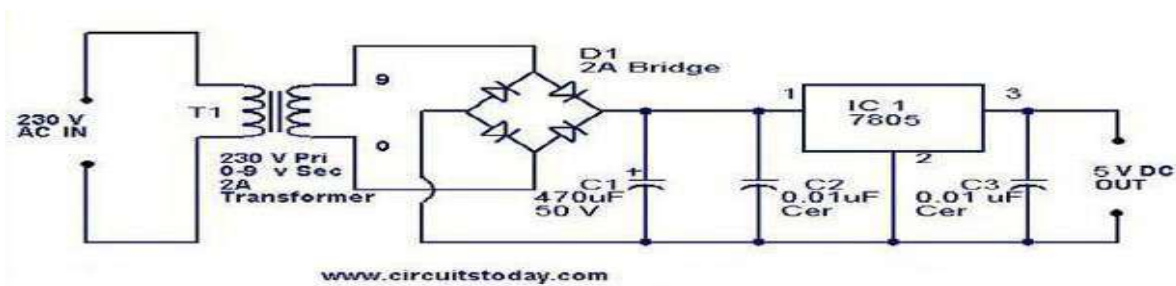 230 V
AC IN
T1
9
0
230 V Pri
0-9 v Sec
2A
Transformer
D1
2A Bridge
C1
470uF
50 V
+
C2
0.01uF
Cer
1
IC 1
7805
2
3
C3
0.01 uF
Cer
5 V DC
OUT
www.circuitstoday.com